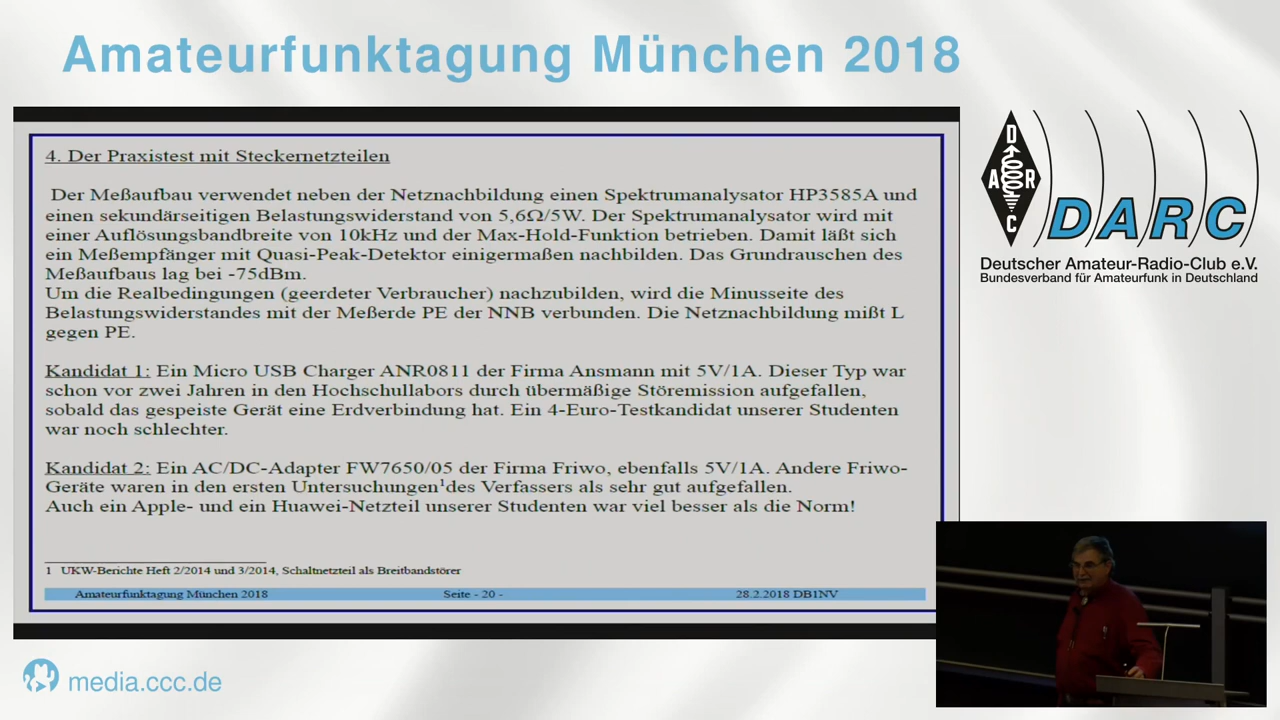 Amateurfunktagung München 2018
4. Der Praxistest mit Steckernetzteilen
Der Meßaufbau verwendet neben der Netznachbildung einen Spektrumanalysator HP3585A und
einen sekundärseitigen Belastungswiderstand von 5,6Ω/5W. Der Spektrumanalysator wird mit
einer Auflösungsbandbreite von 10kHz und der Max-Hold-Funktion betrieben. Damit läßt sich
ein Meßempfänger mit Quasi-Peak-Detektor einigermaßen nachbilden. Das Grundrauschen des
Meßaufbaus lag bei -75dBm.
Um die Realbedingungen (geerdeter Verbraucher) nachzubilden, wird die Minusseite des
Belastungswiderstandes mit der Meßerde PE der NNB verbunden. Die Netznachbildung mißt L
gegen PE.
Kandidat 1: Ein Micro USB Charger ANR0811 der Firma Ansmann mit 5V/1A. Dieser Typ war
schon vor zwei Jahren in den Hochschullabors durch übermäßige Störemission aufgefallen,
sobald das gespeiste Gerät eine Erdverbindung hat. Ein 4-Euro-Testkandidat unserer Studenten
war noch schlechter.
Kandidat 2: Ein AC/DC-Adapter FW7650/05 der Firma Friwo, ebenfalls 5V/1A. Andere Friwo-
Geräte waren in den ersten Untersuchungen¹des Verfassers als sehr gut aufgefallen.
Auch ein Apple- und ein Huawei-Netzteil unserer Studenten war viel besser als die Norm!
1 UKW-Berichte Heft 2/2014 und 3/2014, Schaltnetzteil als Breitbandstörer
Amateurfunktagung München 2018 Seite - 20 - 28.2.2018 DB1NV
D
A R
C
DARC
Deutscher Amateur-Radio-Club e.V.
Bundesverband für Amateurfunk in Deutschland
media.ccc.de